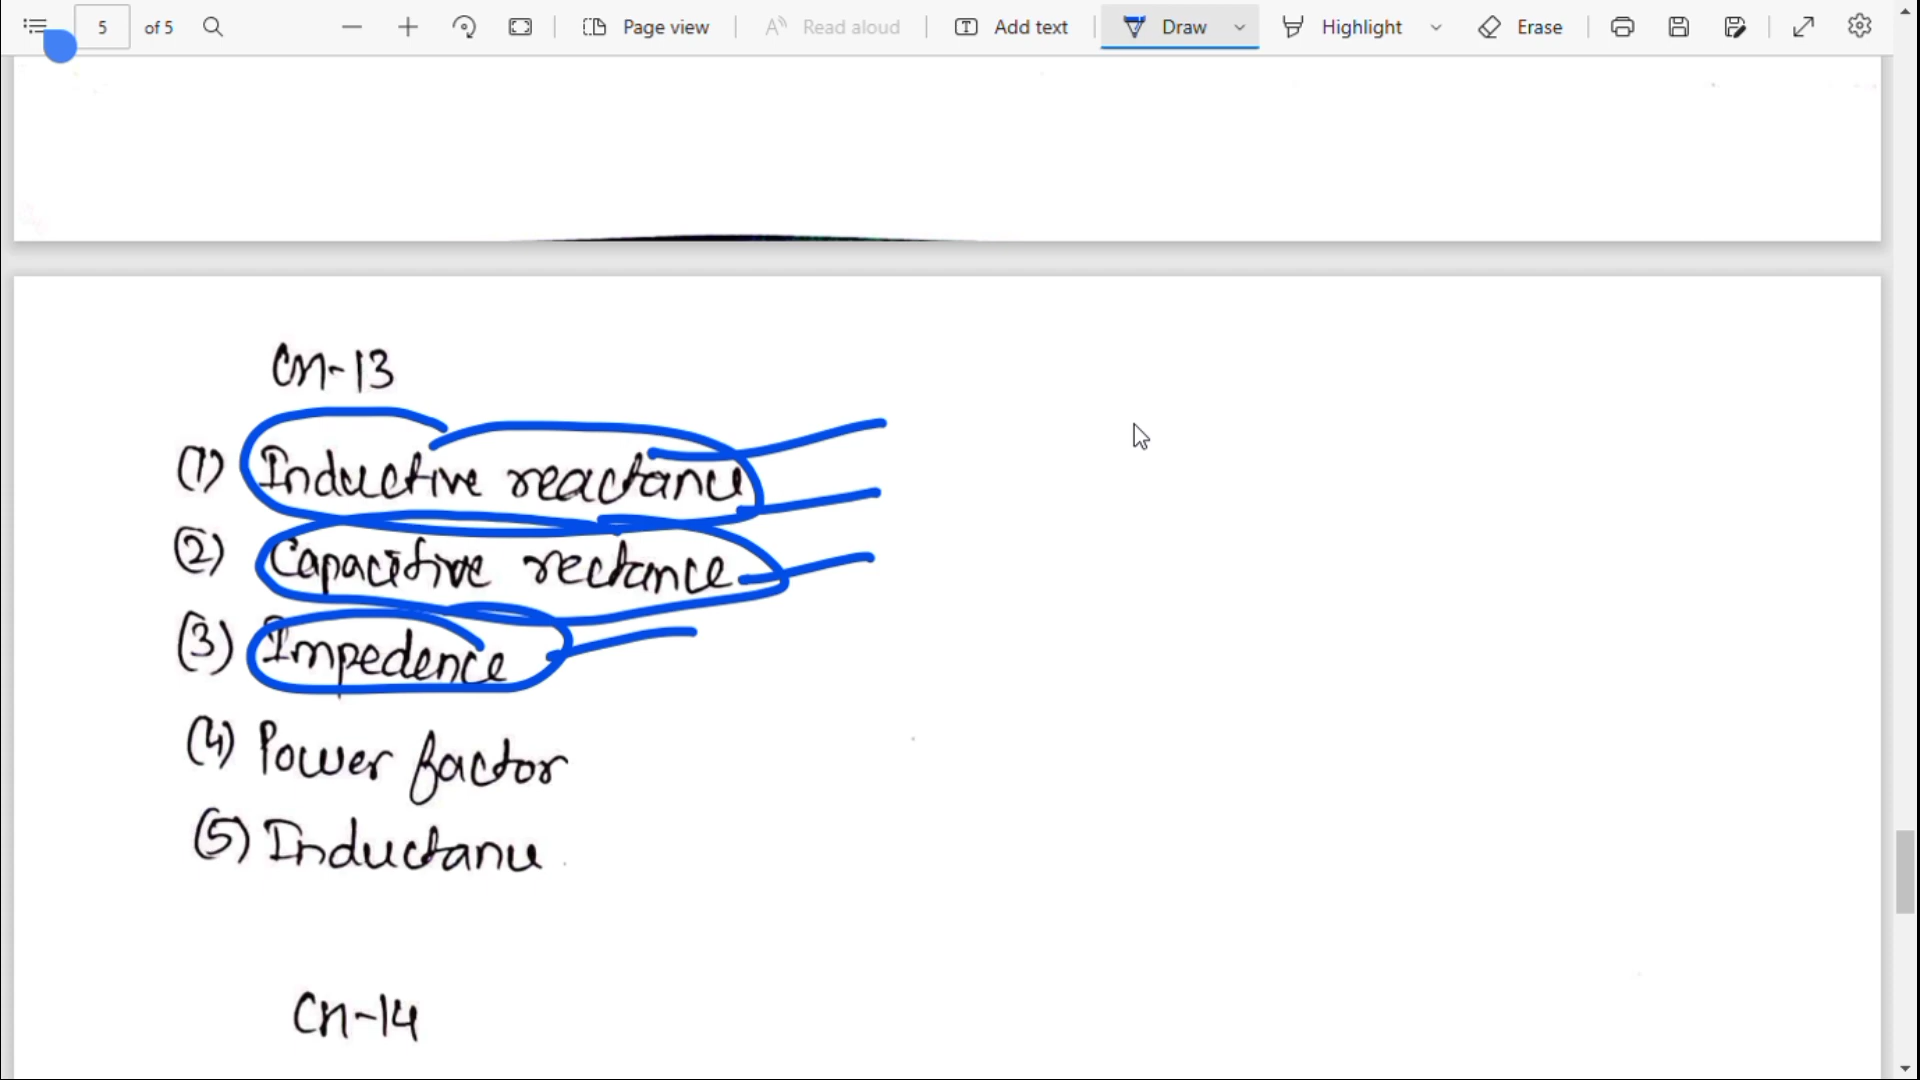 5 of 5 Page view Read aloud Add text Draw Highlight Erase
Ch-13
(1) Inductive reactance
(2) Capacitive rectance
(3) Impedence
(4) Power factor
(5) Inductance
Ch-14